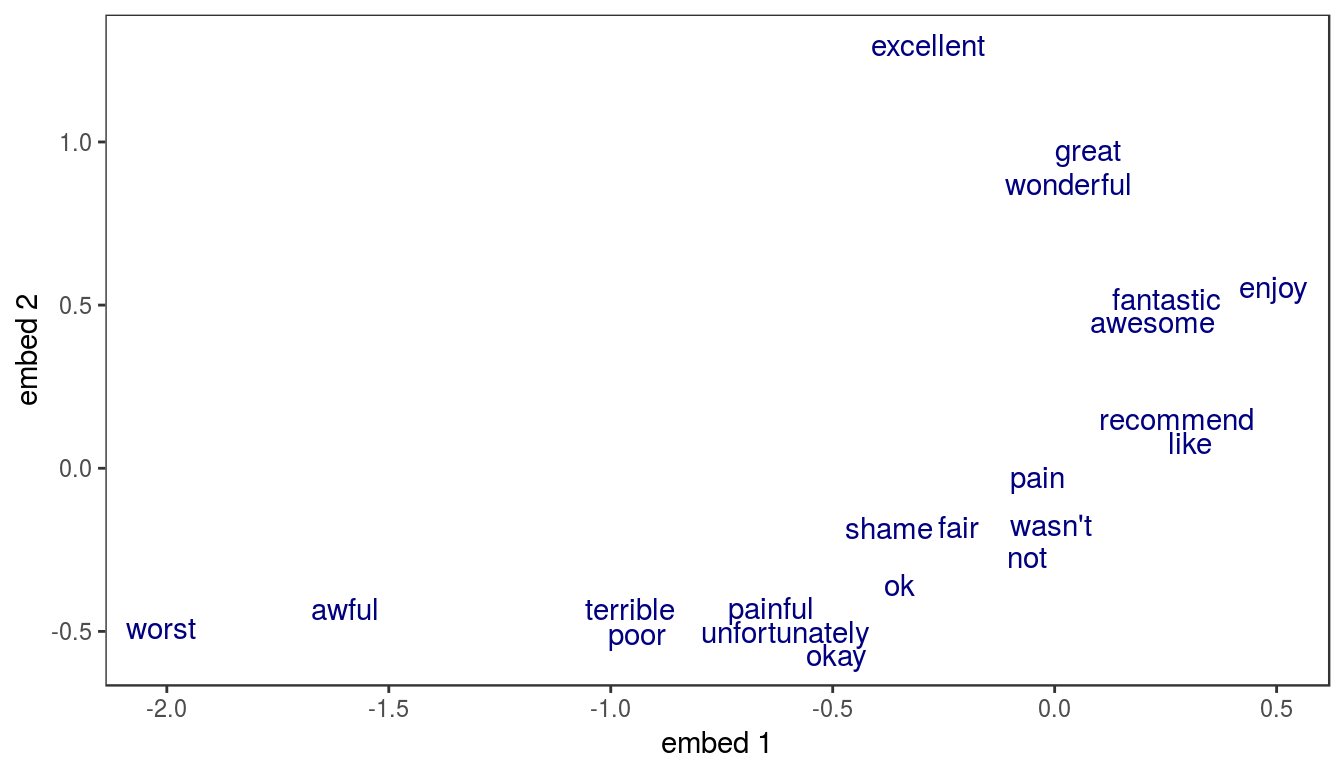 excellent
1.0
great
wonderful
enjoy
fantastic
0.5
awesome
embed 2
recommend
like
0.0
pain
shame fair wasn't
not
ok
awful terrible painful
worst
-0.5
poor unfortunately
okay
-2.0 -1.5 -1.0 -0.5 0.0 0.5
embed 1